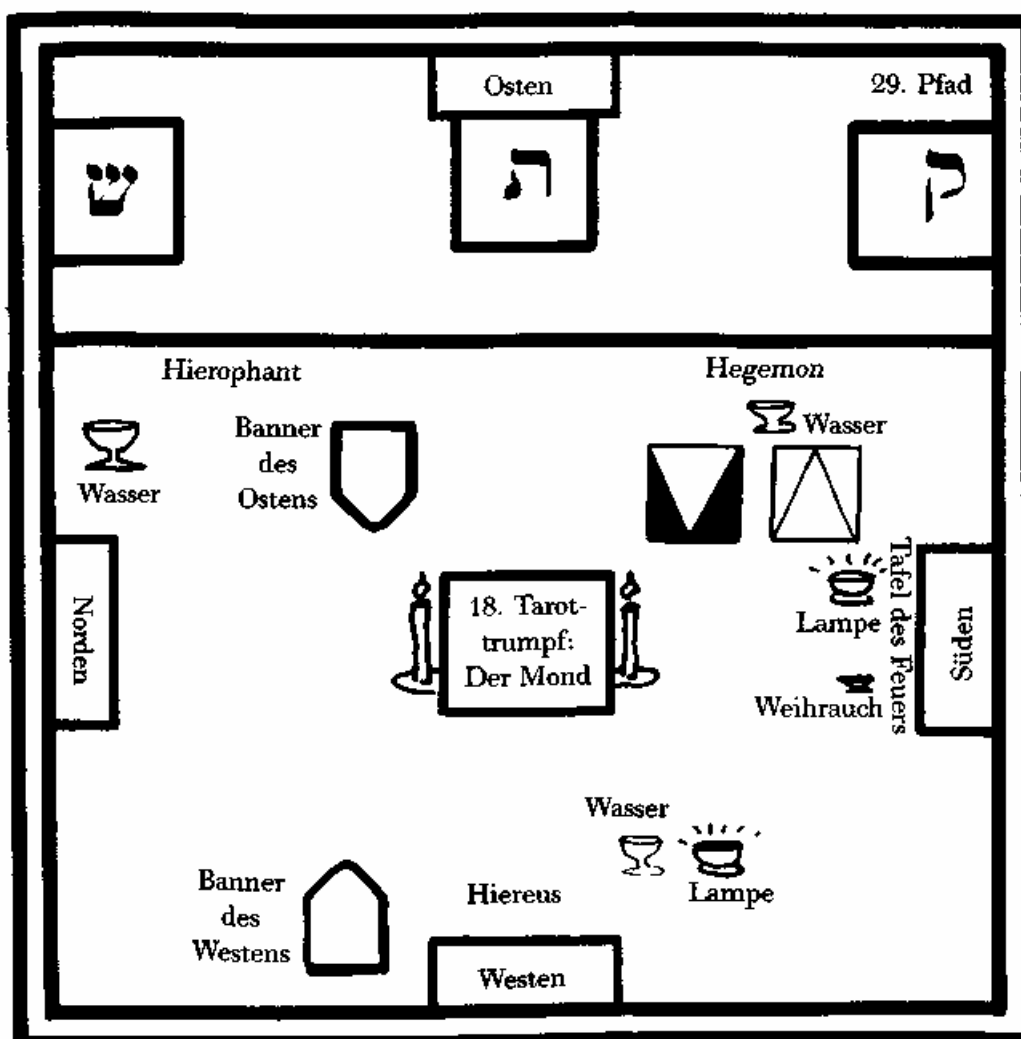 Osten
29. Pfad
ש
ת
ק
Hierophant
Hegemon
Wasser
Banner
des
Ostens
Wasser
Norden
18. Tarot-
trumpf:
Der Mond
Lampe
Weihrauch
Tafel des Feuers
Süden
Wasser
Lampe
Banner
des
Westens
Hiereus
Westen